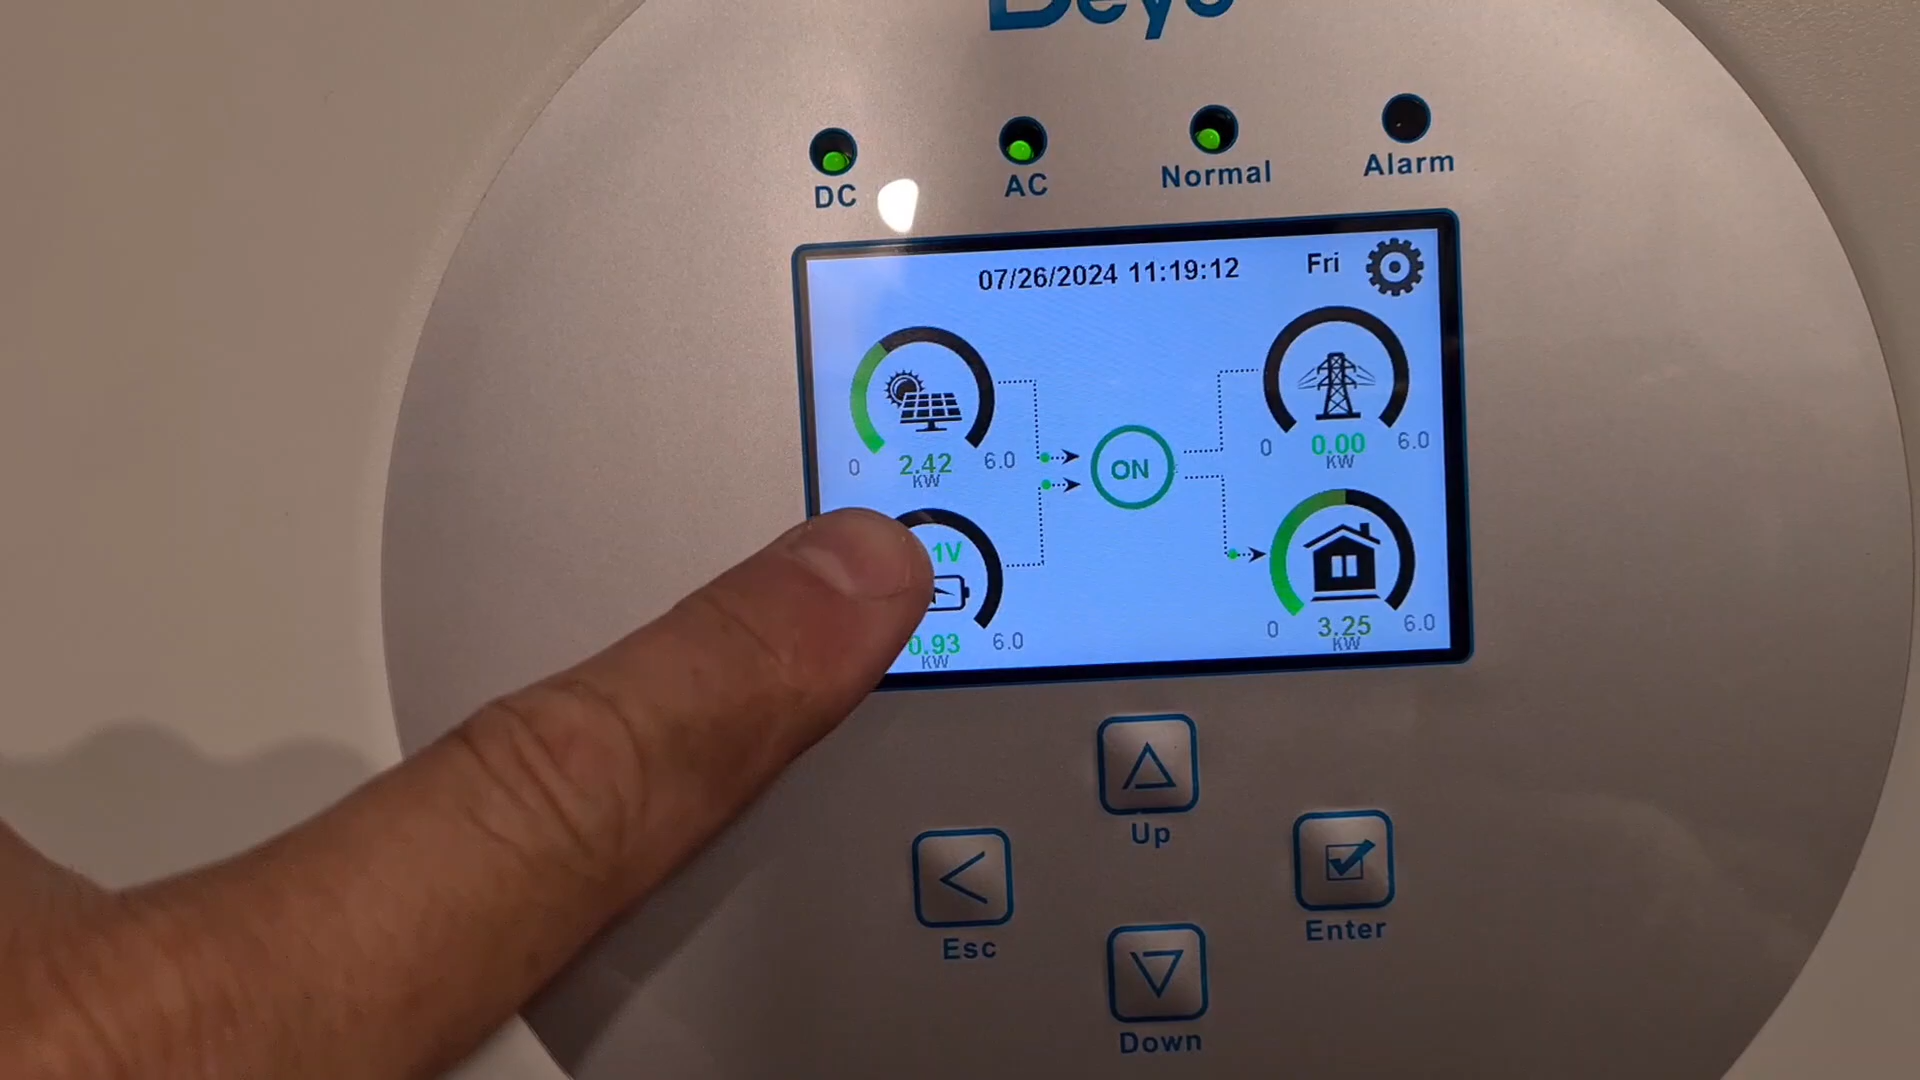 Deye
DC
AC
Normal
Alarm
07/26/2024 11:19:12 Fri
0 2.42 6.0
KW
0 0.00 6.0
KW
ON
1V
0.93 6.0
KW
0 3.25 6.0
KW
Up
Esc
Enter
Down